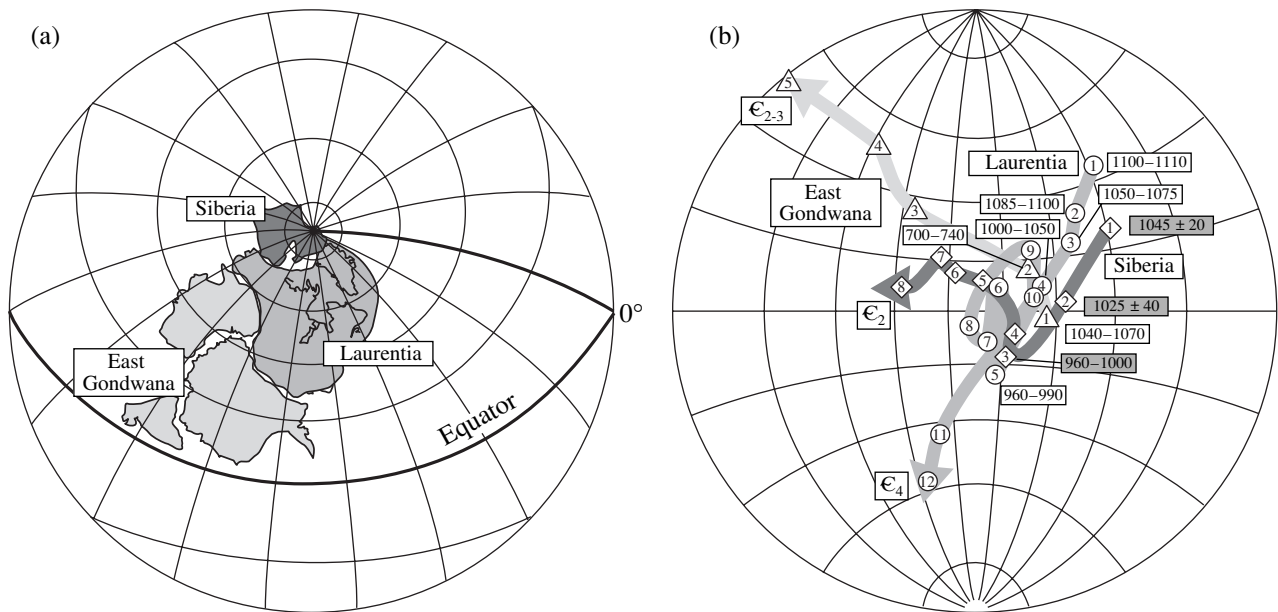 (a)
Siberia
0°
Laurentia
East
Gondwana
Equator
(b)
5
Є2-3
4
Laurentia
1
1100–1110
East
Gondwana
3
1085–1100
1050–1075
2
1
1045 ± 20
700–740
1000–1050
3
9
7
Siberia
6
5
6
2
4
8
10
2
1025 ± 40
Є2
1
8
4
1040–1070
7
3
960–1000
5
960–990
11
Є4
12